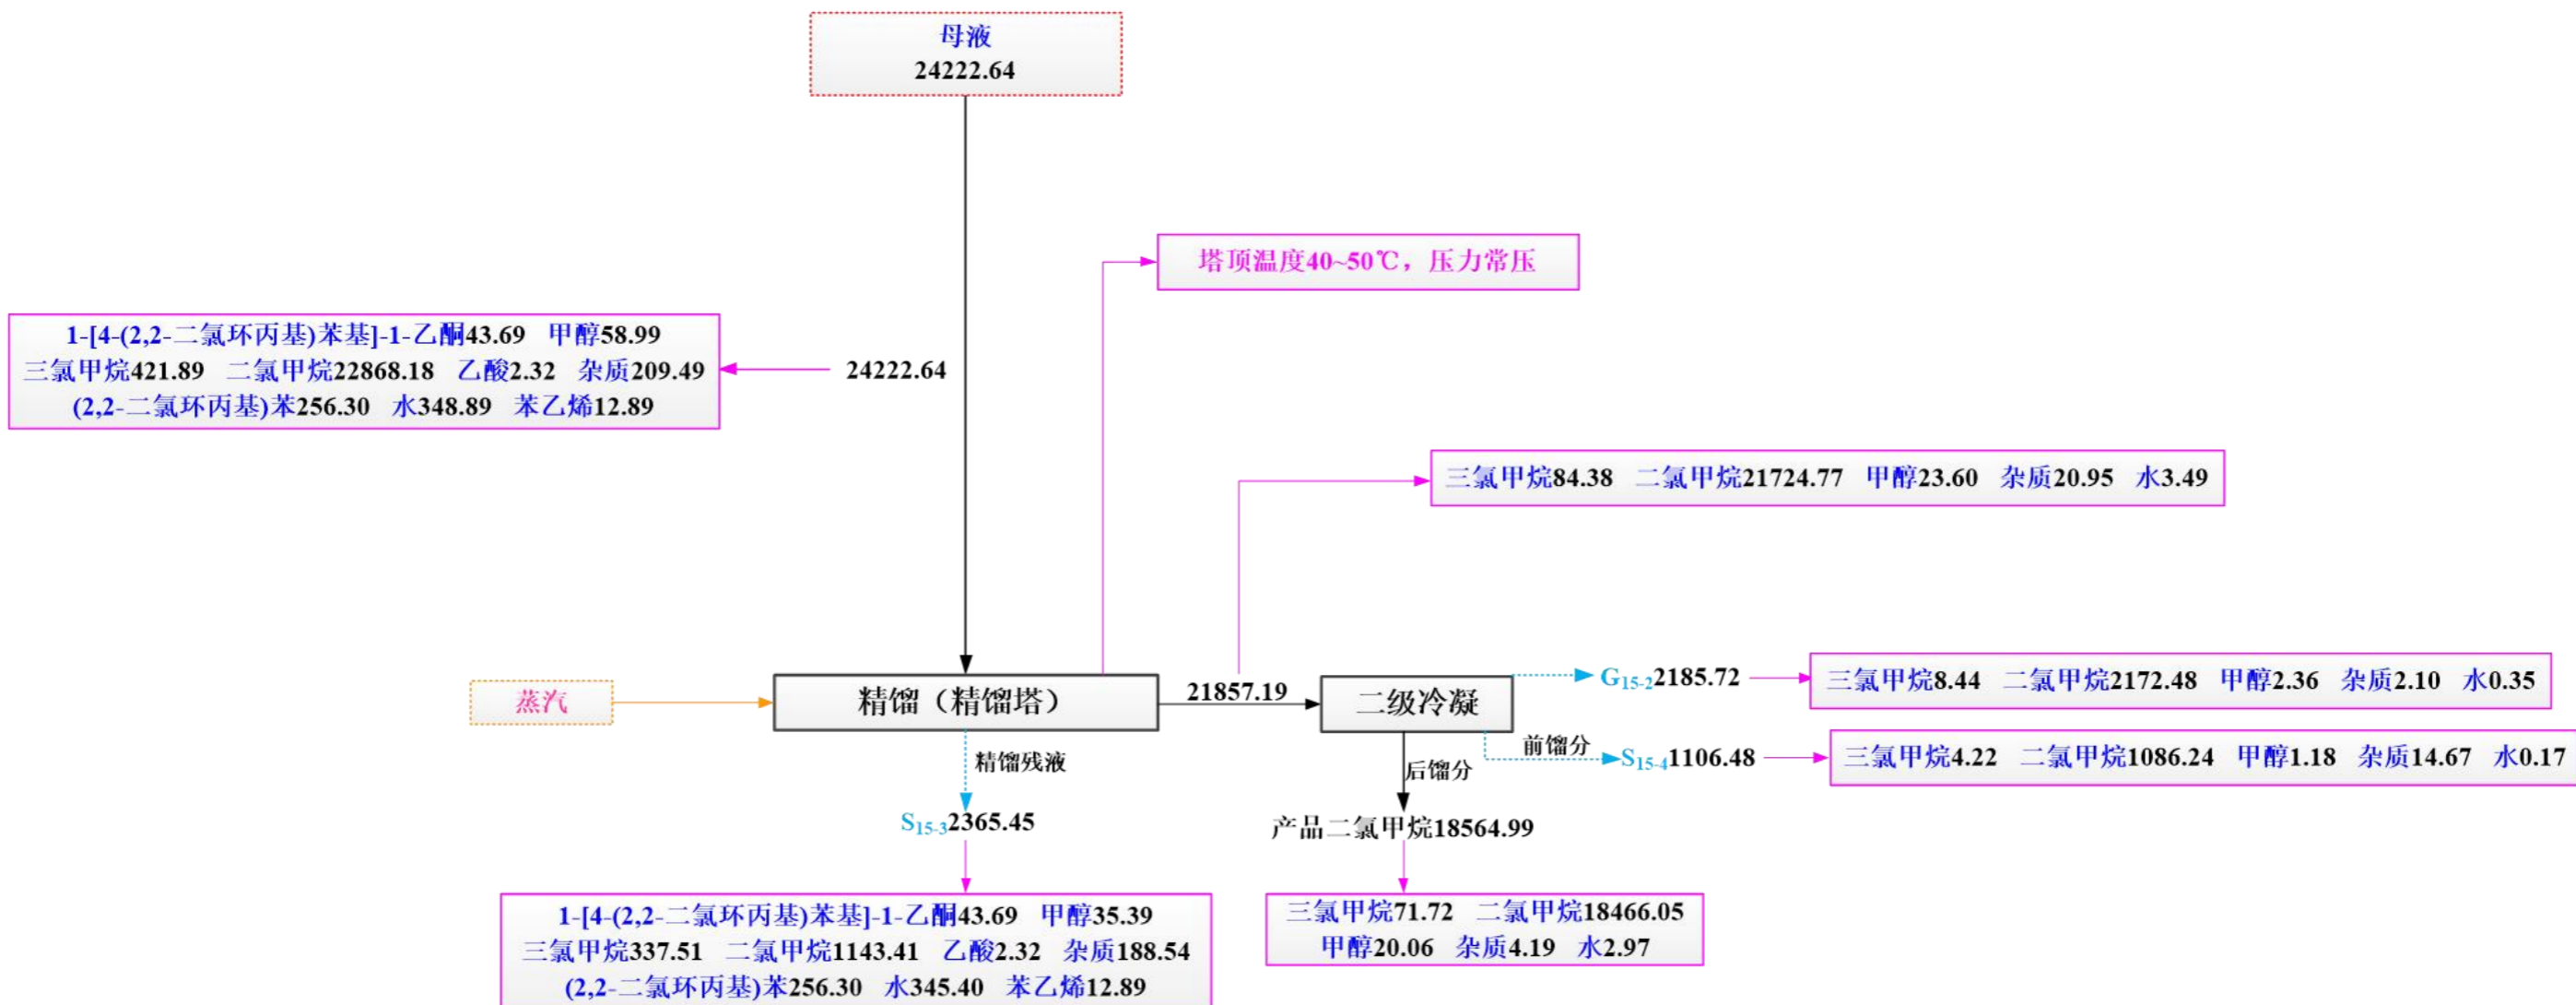 母液
24222.64
塔顶温度40~50℃，压力常压
1-[4-(2,2-二氯环丙基)苯基]-1-乙酮43.69 甲醇58.99
三氯甲烷421.89 二氯甲烷22868.18 乙酸2.32 杂质209.49
(2,2-二氯环丙基)苯256.30 水348.89 苯乙烯12.89
24222.64
三氯甲烷84.38 二氯甲烷21724.77 甲醇23.60 杂质20.95 水3.49
蒸汽
精馏（精馏塔）
21857.19
二级冷凝
G15-22185.72
三氯甲烷8.44 二氯甲烷2172.48 甲醇2.36 杂质2.10 水0.35
前馏分
S15-41106.48
三氯甲烷4.22 二氯甲烷1086.24 甲醇1.18 杂质14.67 水0.17
精馏残液
后馏分
S15-32365.45
产品二氯甲烷18564.99
1-[4-(2,2-二氯环丙基)苯基]-1-乙酮43.69 甲醇35.39
三氯甲烷337.51 二氯甲烷1143.41 乙酸2.32 杂质188.54
(2,2-二氯环丙基)苯256.30 水345.40 苯乙烯12.89
三氯甲烷71.72 二氯甲烷18466.05
甲醇20.06 杂质4.19 水2.97